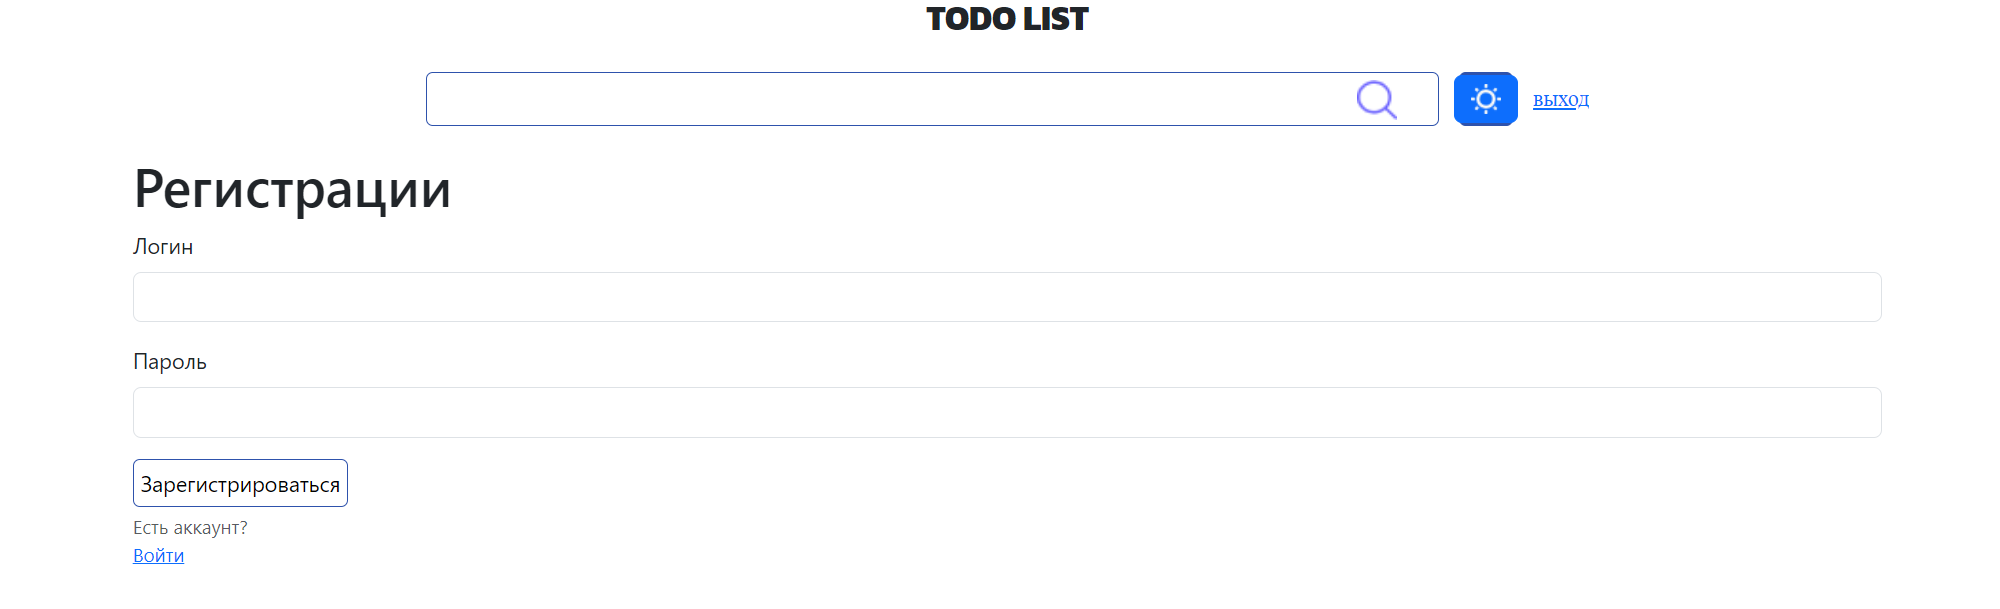 TODO LIST
выход
Регистрации
Логин
Пароль
Зарегистрироваться
Есть аккаунт?
Войти